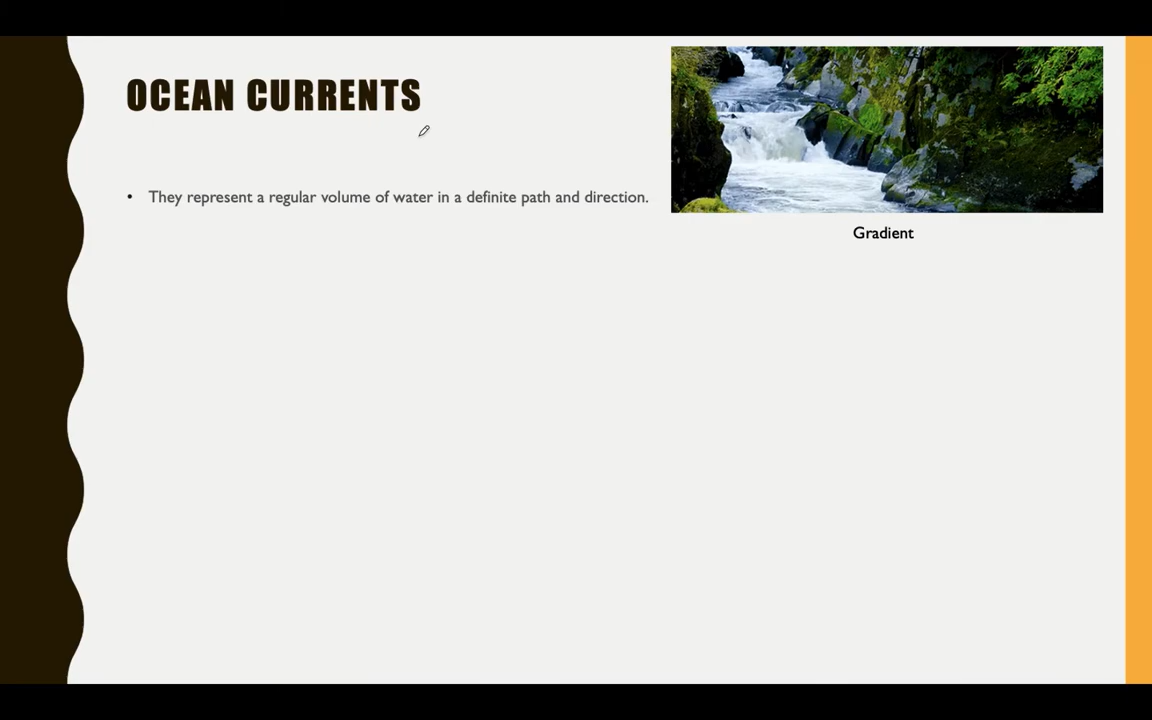 OCEAN CURRENTS
• They represent a regular volume of water in a definite path and direction.
Gradient